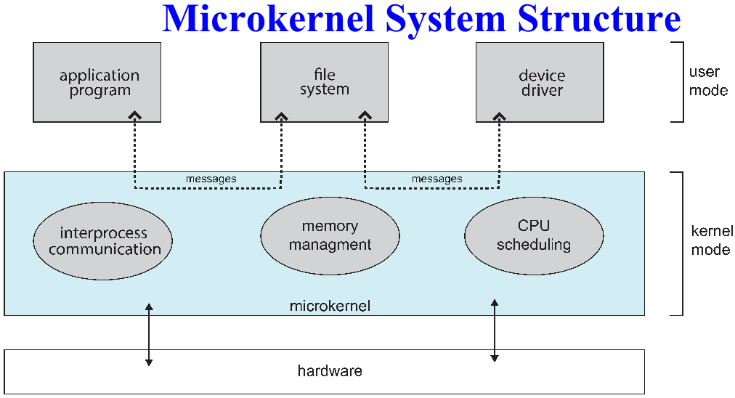 Microkernel System Structure
application
program
file
system
device
driver
user
mode
messages
messages
interprocess
communication
memory
managment
CPU
scheduling
kernel
mode
microkernel
hardware